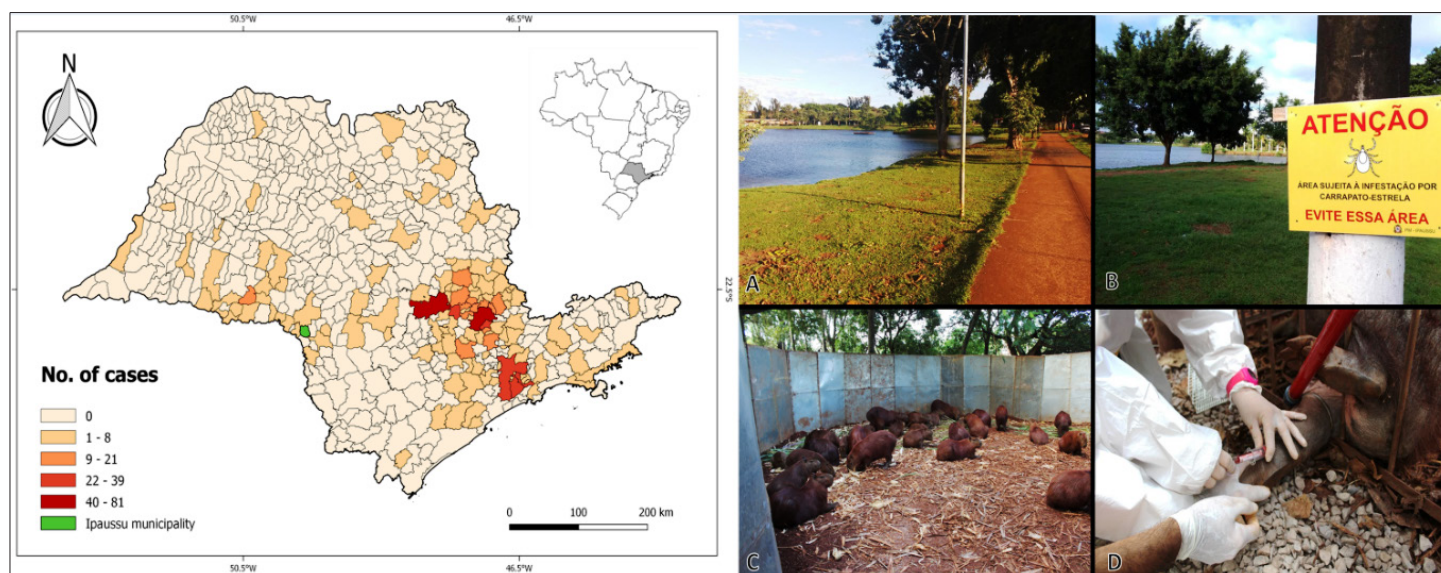 50.5°W
46.5°W
N
22.5°S
No. of cases
0
1 - 8
9 - 21
22 - 39
40 - 81
Ipaussu municipality
0 100 200 km
50.5°W
46.5°W
A
B
ATENÇÃO
ÁREA SUJEITA À INFESTAÇÃO POR
CARRAPATO-ESTRELA
EVITE ESSA ÁREA
C
D